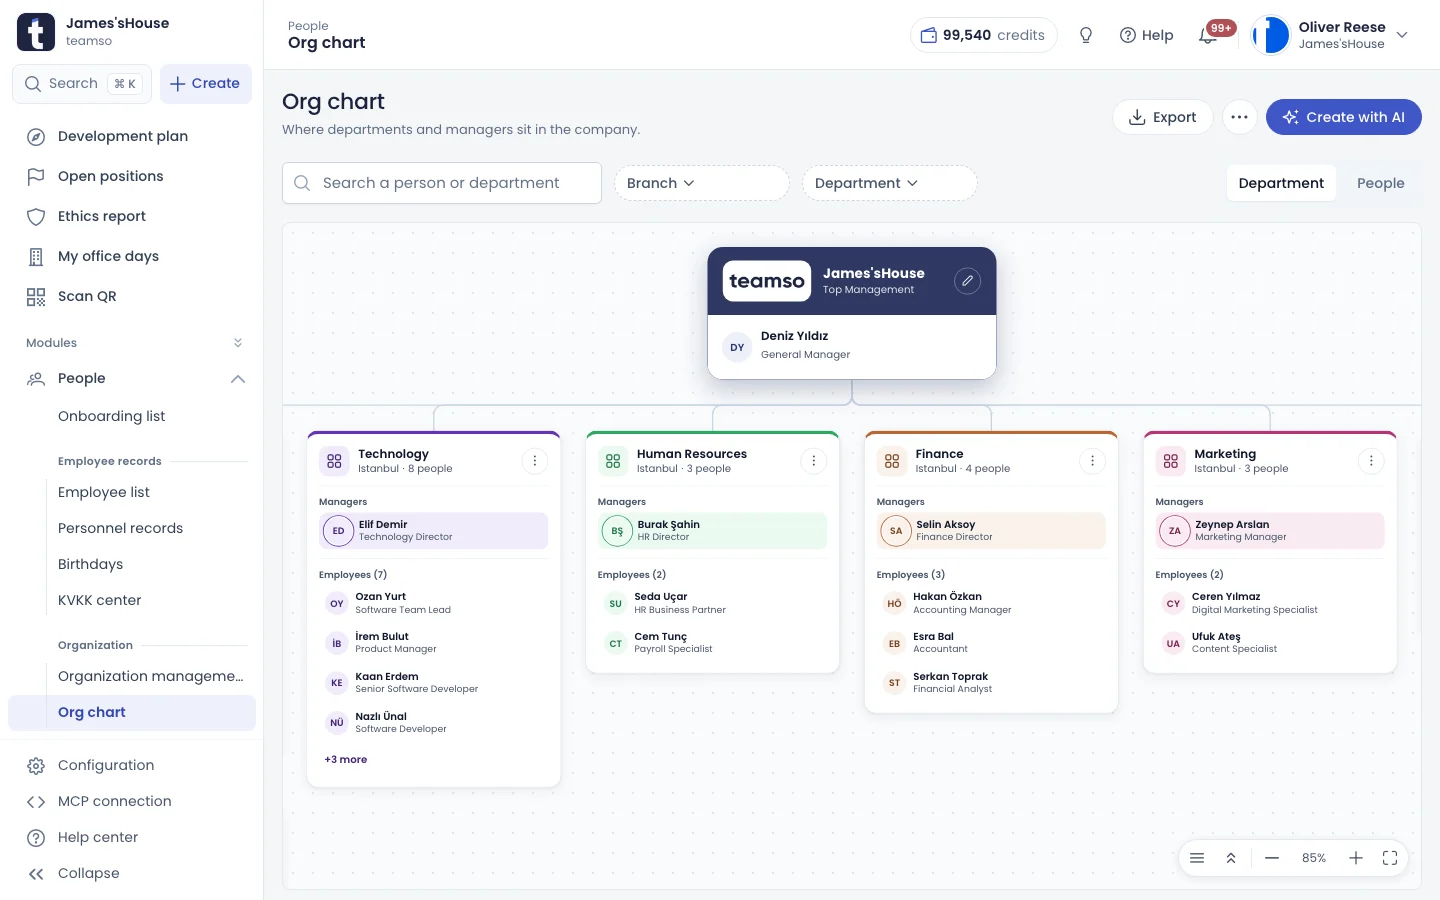 James'sHouse
teamso
Search
⌘ K
Create
Development plan
Open positions
Ethics report
My office days
Scan QR
Modules
People
Onboarding list
Employee records
Employee list
Personnel records
Birthdays
KVKK center
Organization
Organization manageme...
Org chart
Configuration
MCP connection
Help center
Collapse
People
Org chart
99,540 credits
Help
99+
Oliver Reese
James'sHouse
Org chart
Where departments and managers sit in the company.
Export
Create with AI
Search a person or department
Branch
Department
Department
People
teamso
James'sHouse
Top Management
DY
Deniz Yıldız
General Manager
Technology
Istanbul · 8 people
Managers
ED
Elif Demir
Technology Director
Employees (7)
OY
Ozan Yurt
Software Team Lead
İB
İrem Bulut
Product Manager
KE
Kaan Erdem
Senior Software Developer
NÜ
Nazlı Ünal
Software Developer
+3 more
Human Resources
Istanbul · 3 people
Managers
BŞ
Burak Şahin
HR Director
Employees (2)
SU
Seda Uçar
HR Business Partner
CT
Cem Tunç
Payroll Specialist
Finance
Istanbul · 4 people
Managers
SA
Selin Aksoy
Finance Director
Employees (3)
HÖ
Hakan Özkan
Accounting Manager
EB
Esra Bal
Accountant
ST
Serkan Toprak
Financial Analyst
Marketing
Istanbul · 3 people
Managers
ZA
Zeynep Arslan
Marketing Manager
Employees (2)
CY
Ceren Yılmaz
Digital Marketing Specialist
UA
Ufuk Ateş
Content Specialist
85%